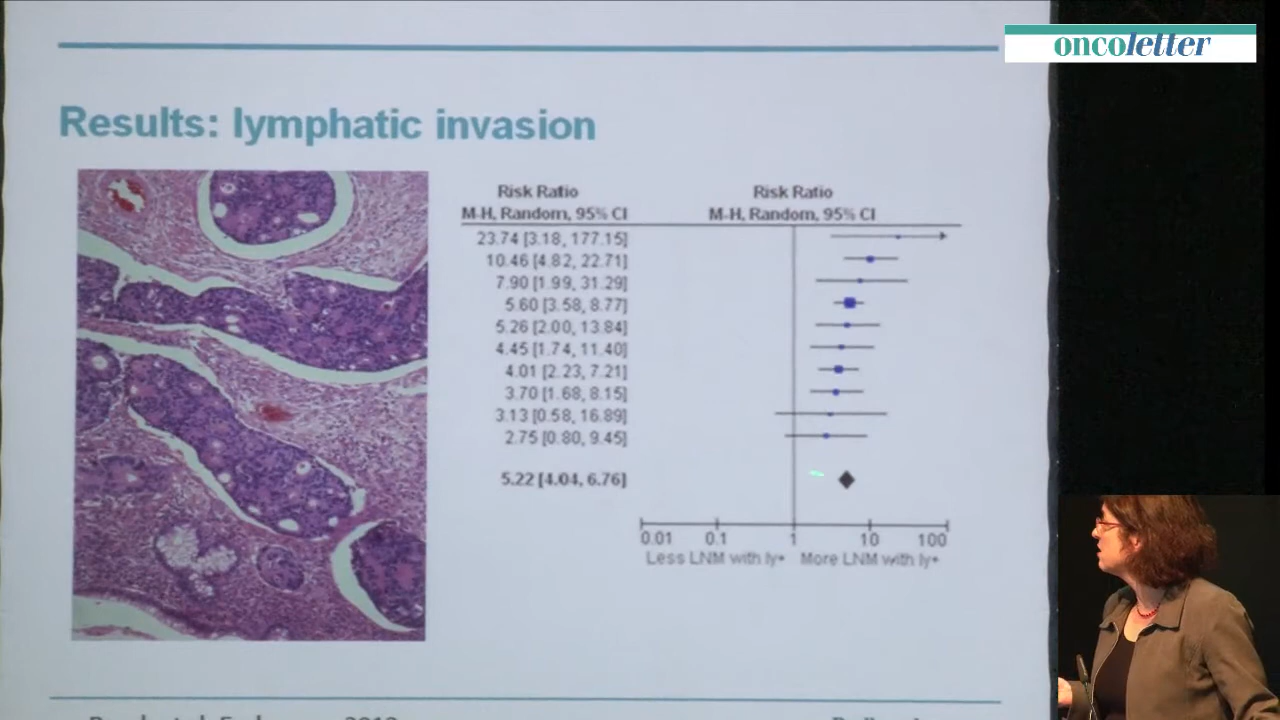 oncoletter
Results: lymphatic invasion
Risk Ratio
M-H, Random, 95% CI
23.74 [3.18, 177.15]
10.46 [4.82, 22.71]
7.90 [1.99, 31.29]
5.60 [3.58, 8.77]
5.26 [2.00, 13.84]
4.45 [1.74, 11.40]
4.01 [2.23, 7.21]
3.70 [1.68, 8.15]
3.13 [0.58, 16.89]
2.75 [0.80, 9.45]
5.22 [4.04, 6.76]
Risk Ratio
M-H, Random, 95% CI
0.01 0.1 1 10 100
Less LNM with ly+ More LNM with ly+